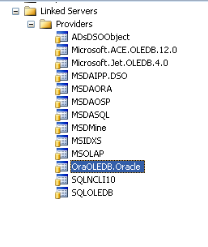 Linked Servers
Providers
ADsDSOObject
Microsoft.ACE.OLEDB.12.0
Microsoft.Jet.OLEDB.4.0
MSDAIPP.DSO
MSDAORA
MSDAOSP
MSDASQL
MSDMine
MSIDXS
MSOLAP
OraOLEDB.Oracle
SQLNCLI10
SQLOLEDB